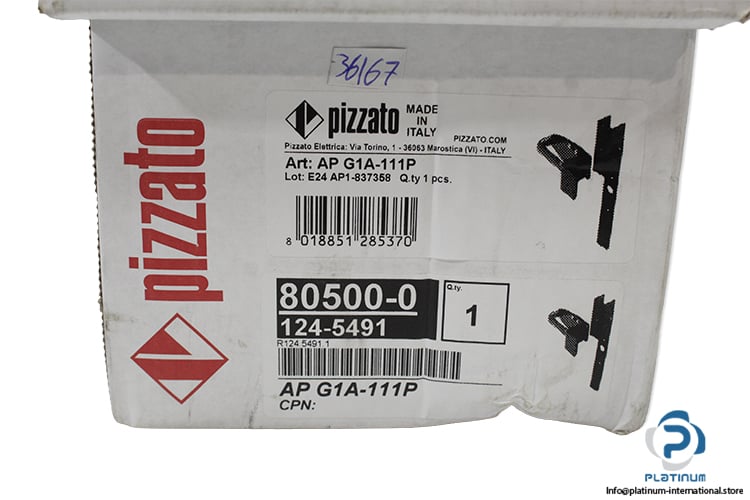 36167
pizzato
pizzato
MADE
IN
ITALY
PIZZATO.COM
Pizzato Elettrica: Via Torino, 1 - 36063 Marostica (VI) - ITALY
Art: AP G1A-111P
Lot: E24 AP1-837358 Q.ty 1 pcs.
8 018851 285370
80500-0
124-5491
Q.ty.
1
R124.5491.1
AP G1A-111P
CPN:
PLATINUM
Info@platinum-international.store